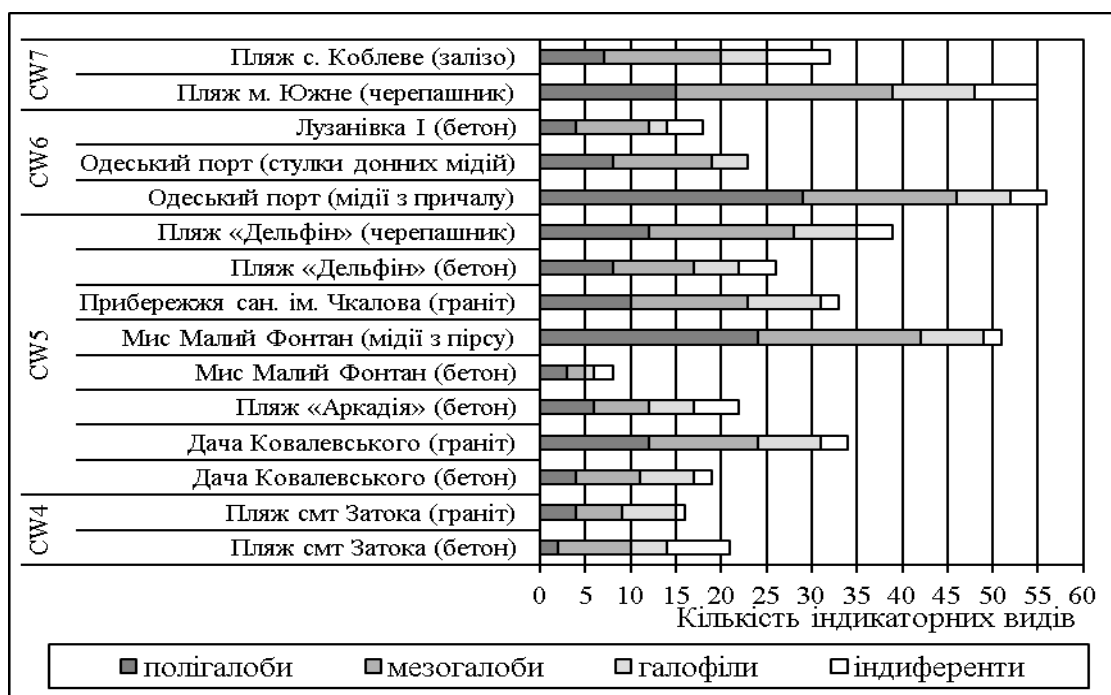 CW7
Пляж с. Коблеве (залізо)
Пляж м. Южне (черепашник)
CW6
Лузанівка I (бетон)
Одеський порт (стулки донних мідій)
Одеський порт (мідії з причалу)
CW5
Пляж «Дельфін» (черепашник)
Пляж «Дельфін» (бетон)
Прибережжя сан. ім. Чкалова (граніт)
Мис Малий Фонтан (мідії з пірсу)
Мис Малий Фонтан (бетон)
Пляж «Аркадія» (бетон)
Дача Ковалевського (граніт)
Дача Ковалевського (бетон)
CW4
Пляж смт Затока (граніт)
Пляж смт Затока (бетон)
0 5 10 15 20 25 30 35 40 45 50 55 60
Кількість індикаторних видів
полігалоби мезогалоби галофіли індиференти